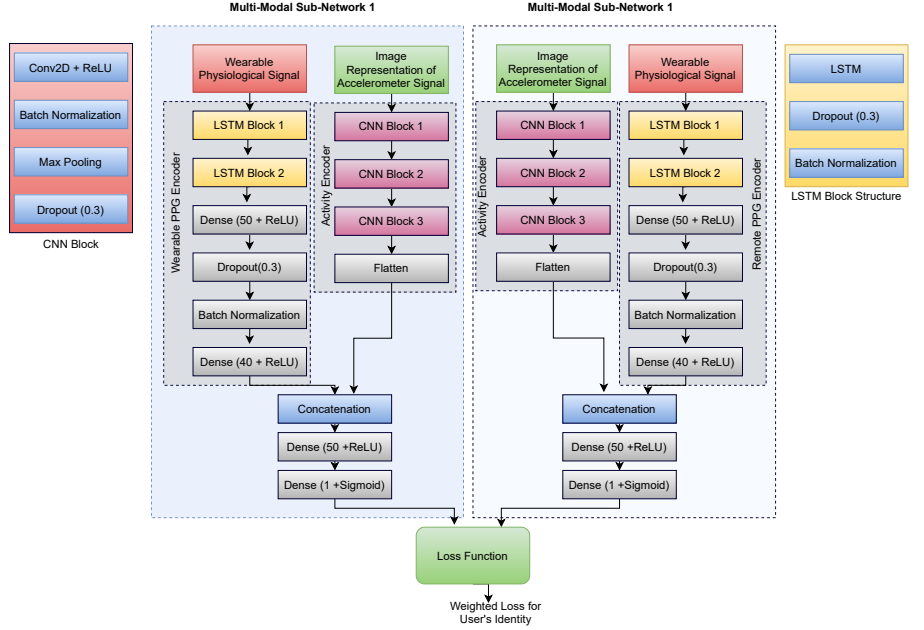 Multi-Modal Sub-Network 1
Multi-Modal Sub-Network 1
Conv2D + ReLU
Batch Normalization
Max Pooling
Dropout (0.3)
CNN Block
Wearable
Physiological Signal
Image
Representation of
Accelerometer Signal
Wearable PPG Encoder
LSTM Block 1
LSTM Block 2
Dense (50 + ReLU)
Dropout(0.3)
Batch Normalization
Dense (40 + ReLU)
Activity Encoder
CNN Block 1
CNN Block 2
CNN Block 3
Flatten
Concatenation
Dense (50 +ReLU)
Dense (1 +Sigmoid)
Image
Representation of
Accelerometer Signal
Wearable
Physiological Signal
Activity Encoder
CNN Block 1
CNN Block 2
CNN Block 3
Flatten
LSTM Block 1
LSTM Block 2
Dense (50 + ReLU)
Dropout(0.3)
Batch Normalization
Dense (40 + ReLU)
Remote PPG Encoder
Concatenation
Dense (50 +ReLU)
Dense (1 +Sigmoid)
LSTM
Dropout (0.3)
Batch Normalization
LSTM Block Structure
Loss Function
Weighted Loss for
User's Identity